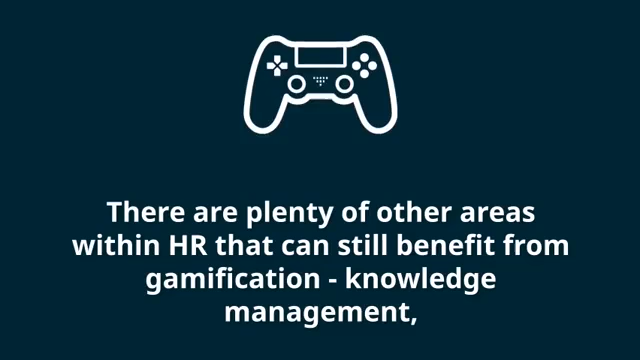 There are plenty of other areas
within HR that can still benefit from
gamification - knowledge
management,